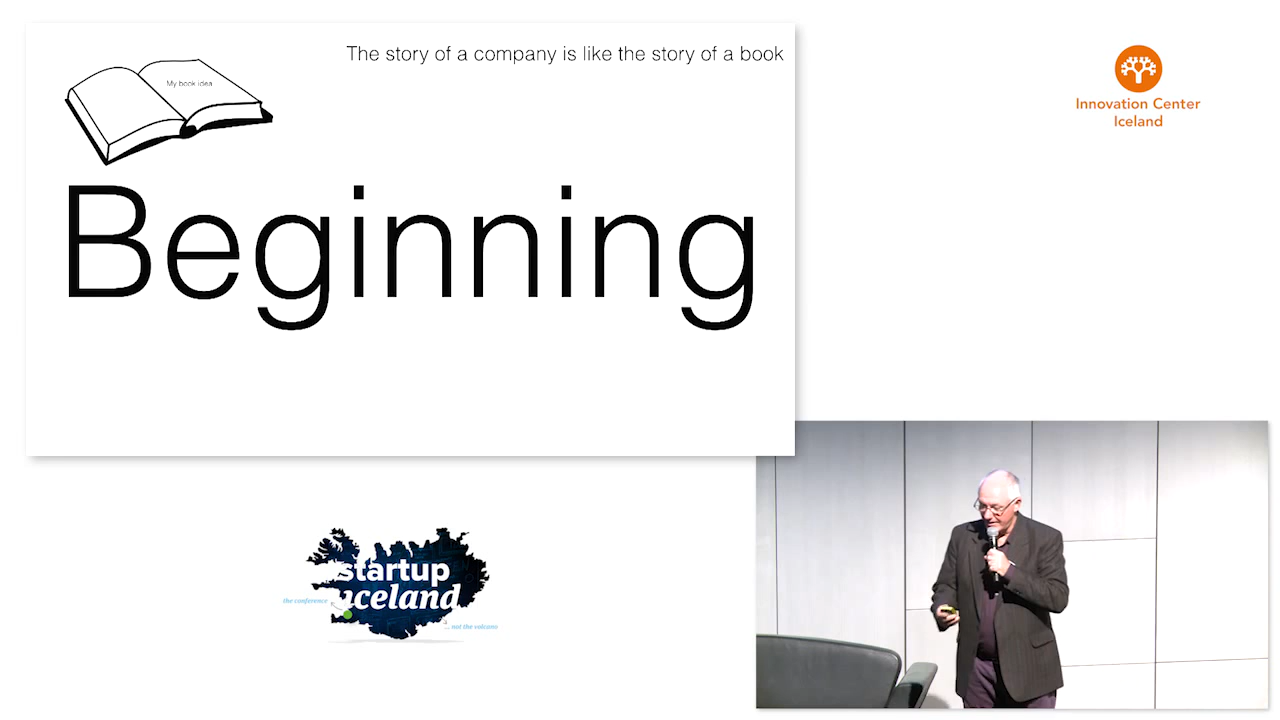 The story of a company is like the story of a book
My book idea
Beginning
Innovation Center
Iceland
startup
iceland
the conference
... not the volcano